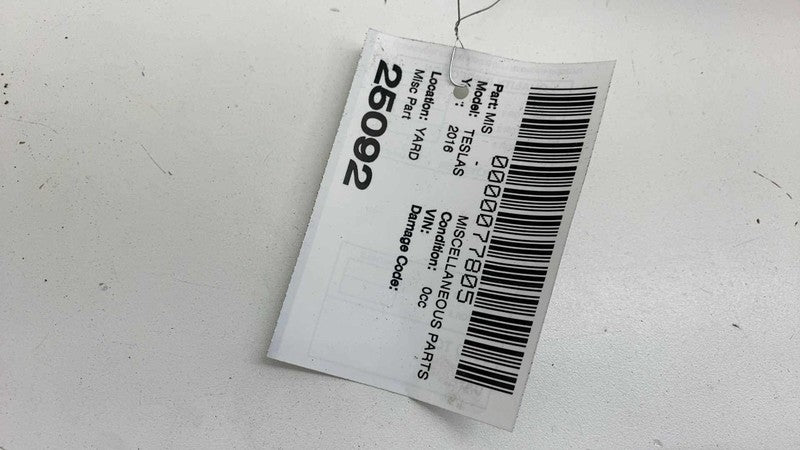 0000077805
Part: MIS - MISCELLANEOUS PARTS
Model: TESLAS Condition: 0cc
2016 VIN:
Damage Code:
Location: YARD
Misc Part
25092